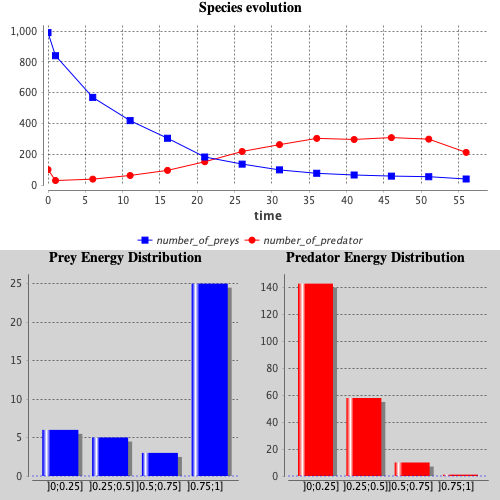 Species evolution
1,000
800
600
400
200
0
0 5 10 15 20 25 30 35 40 45 50 55
time
number_of_preys number_of_predator
Prey Energy Distribution
25
20
15
10
5
0
]0;0.25] ]0.25;0.5] ]0.5;0.75] ]0.75;1]
Predator Energy Distribution
140
120
100
80
60
40
20
0
]0;0.25] ]0.25;0.5] ]0.5;0.75] ]0.75;1]